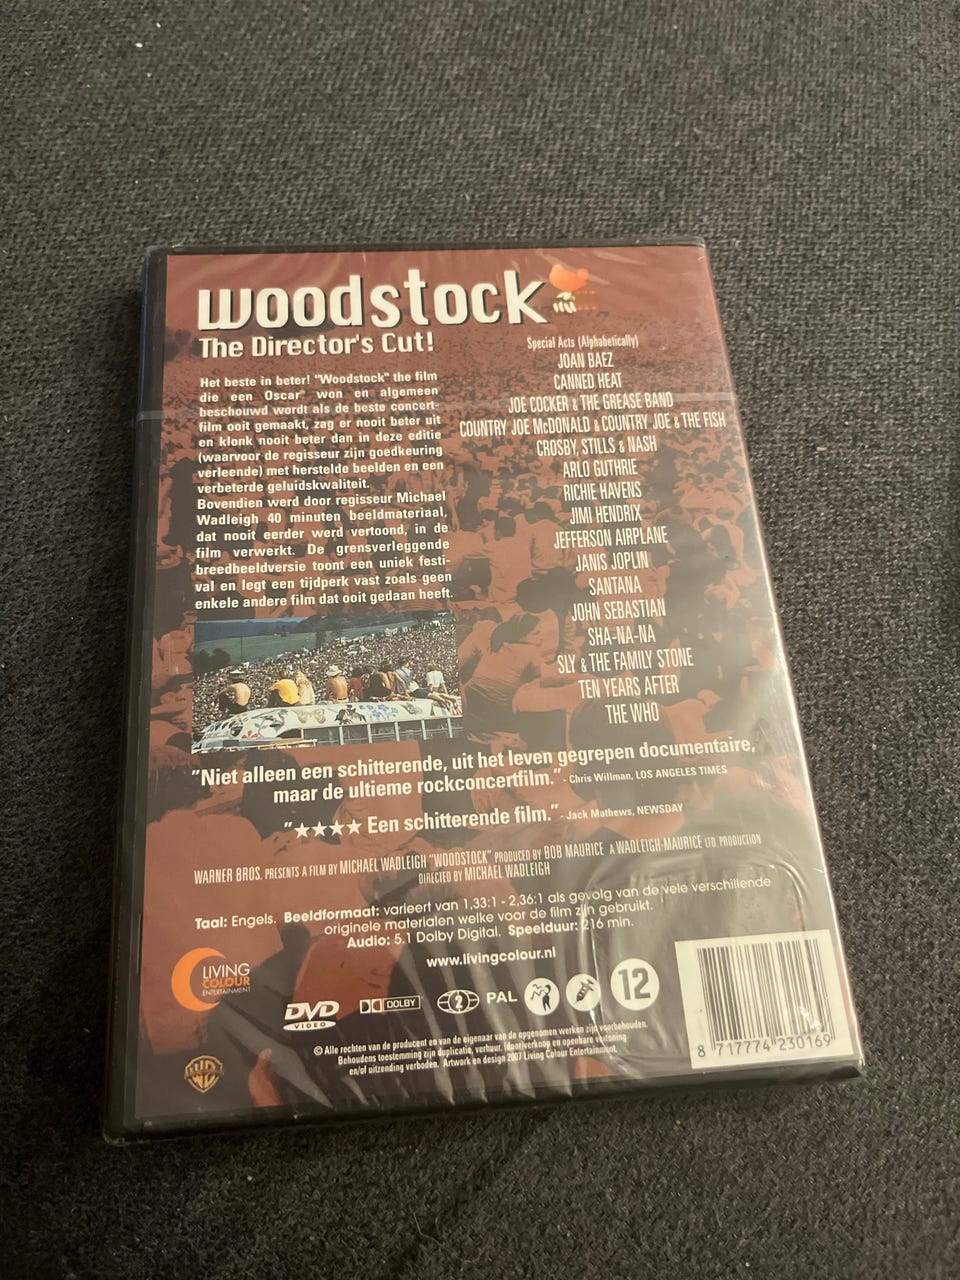 woodstock
The Director's Cut!
Het beste in beter! "Woodstock" the film
die een Oscar® won en algemeen
beschouwd wordt als de beste concert-
film ooit gemaakt, zag er nooit beter uit
en klonk nooit beter dan in deze editie
(waarvoor de regisseur zijn goedkeuring
verleende) met herstelde beelden en een
verbeterde geluidskwaliteit.
Bovendien werd door regisseur Michael
Wadleigh 40 minuten beeldmateriaal,
dat nooit eerder werd vertoond, in de
film verwerkt. De grensverleggende
breedbeeldversie toont een uniek festi-
val en legt een tijdperk vast zoals geen
enkele andere film dat ooit gedaan heeft.
Special Acts (Alphabetically)
JOAN BAEZ
CANNED HEAT
JOE COCKER & THE GREASE BAND
COUNTRY JOE McDONALD & COUNTRY JOE & THE FISH
CROSBY, STILLS & NASH
ARLO GUTHRIE
RICHIE HAVENS
JIMI HENDRIX
JEFFERSON AIRPLANE
JANIS JOPLIN
SANTANA
JOHN SEBASTIAN
SHA-NA-NA
SLY & THE FAMILY STONE
TEN YEARS AFTER
THE WHO
"Niet alleen een schitterende, uit het leven gegrepen documentaire,
maar de ultieme rockconcertfilm." - Chris Willman, LOS ANGELES TIMES
"★★★★ Een schitterende film." - Jack Mathews, NEWSDAY
WARNER BROS. PRESENTS A FILM BY MICHAEL WADLEIGH "WOODSTOCK" PRODUCED BY BOB MAURICE A WADLEIGH-MAURICE LTD. PRODUCTION
DIRECTED BY MICHAEL WADLEIGH
Taal: Engels. Beeldformaat: varieert van 1,33:1 - 2,36:1 als gevolg van de vele verschillende
originele materialen welke voor de film zijn gebruikt.
Audio: 5.1 Dolby Digital. Speelduur: 216 min.
www.livingcolour.nl
LIVING
COLOUR
ENTERTAINMENT
DVD
VIDEO
DOLBY
2
PAL
12
© Alle rechten van de producent en van de eigenaar van de opgenomen werken zijn voorbehouden.
Behoudens toestemming zijn duplicatie, verhuur, (door)verkoop en openbare vertoning
en/of uitzending verboden. Artwork en design 2007 Living Colour Entertainment.
WB
8 717774 230169